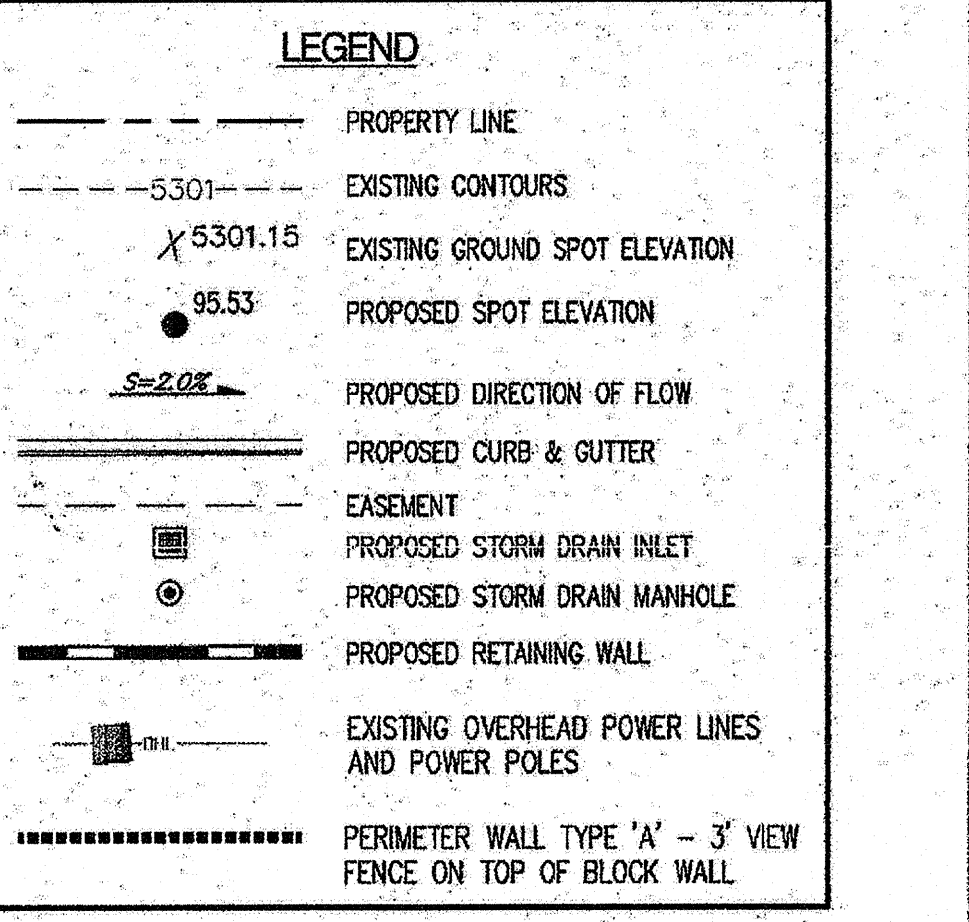 LEGEND
PROPERTY LINE
5301 EXISTING CONTOURS
X 5301.15 EXISTING GROUND SPOT ELEVATION
95.53 PROPOSED SPOT ELEVATION
S=2.0% PROPOSED DIRECTION OF FLOW
PROPOSED CURB & GUTTER
EASEMENT
PROPOSED STORM DRAIN INLET
PROPOSED STORM DRAIN MANHOLE
PROPOSED RETAINING WALL
EXISTING OVERHEAD POWER LINES
AND POWER POLES
PERIMETER WALL TYPE 'A' – 3' VIEW
FENCE ON TOP OF BLOCK WALL